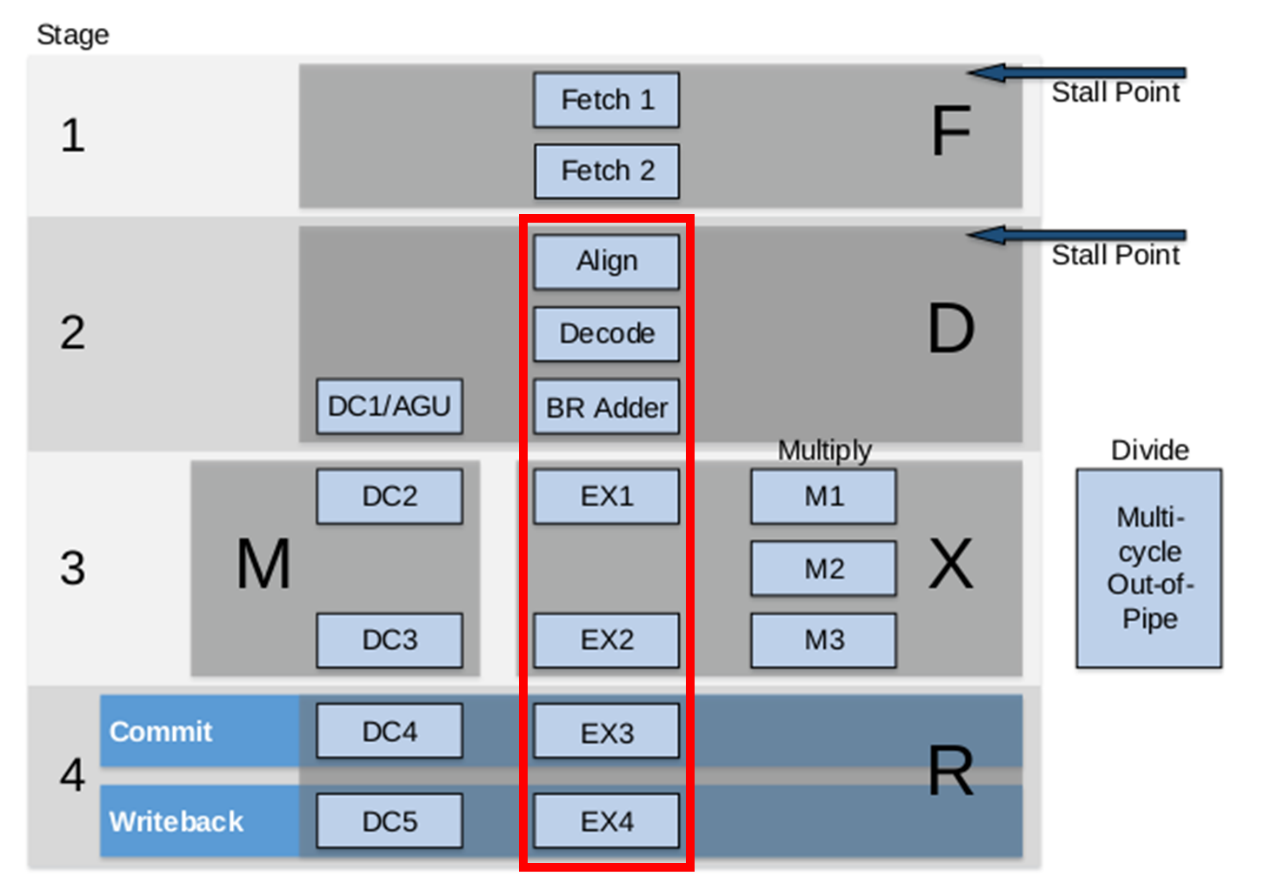 Stage
1
Fetch 1
Fetch 2
F
Stall Point
2
Align
Decode
DC1/AGU
BR Adder
D
Stall Point
3
M
DC2
DC3
EX1
EX2
Multiply
M1
M2
M3
X
Divide
Multi-
cycle
Out-of-
Pipe
4
Commit
DC4
EX3
Writeback
DC5
EX4
R